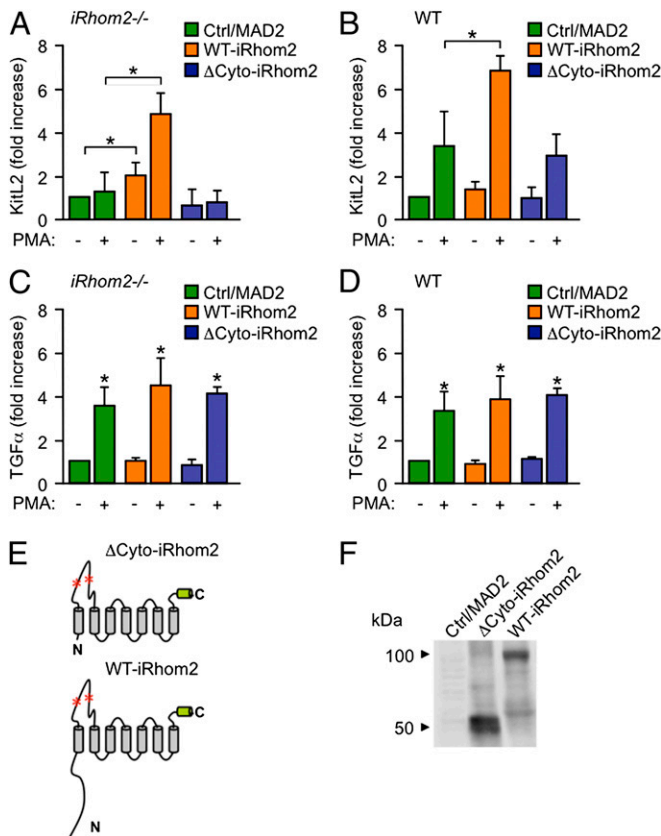 A
iRhom2-/-
Ctrl/MAD2
WT-iRhom2
ΔCyto-iRhom2
KitL2 (fold increase)
8
6
4
2
0
*
*
PMA: - + - + - +
B
WT
Ctrl/MAD2
WT-iRhom2
ΔCyto-iRhom2
KitL2 (fold increase)
8
6
4
2
0
*
PMA: - + - + - +
C
iRhom2-/-
Ctrl/MAD2
WT-iRhom2
ΔCyto-iRhom2
TGFα (fold increase)
8
6
4
2
0
* * *
PMA: - + - + - +
D
WT
Ctrl/MAD2
WT-iRhom2
ΔCyto-iRhom2
TGFα (fold increase)
8
6
4
2
0
* * *
PMA: - + - + - +
E
ΔCyto-iRhom2
* *
C
N
WT-iRhom2
* *
C
N
F
Ctrl/MAD2
ΔCyto-iRhom2
WT-iRhom2
kDa
100
50